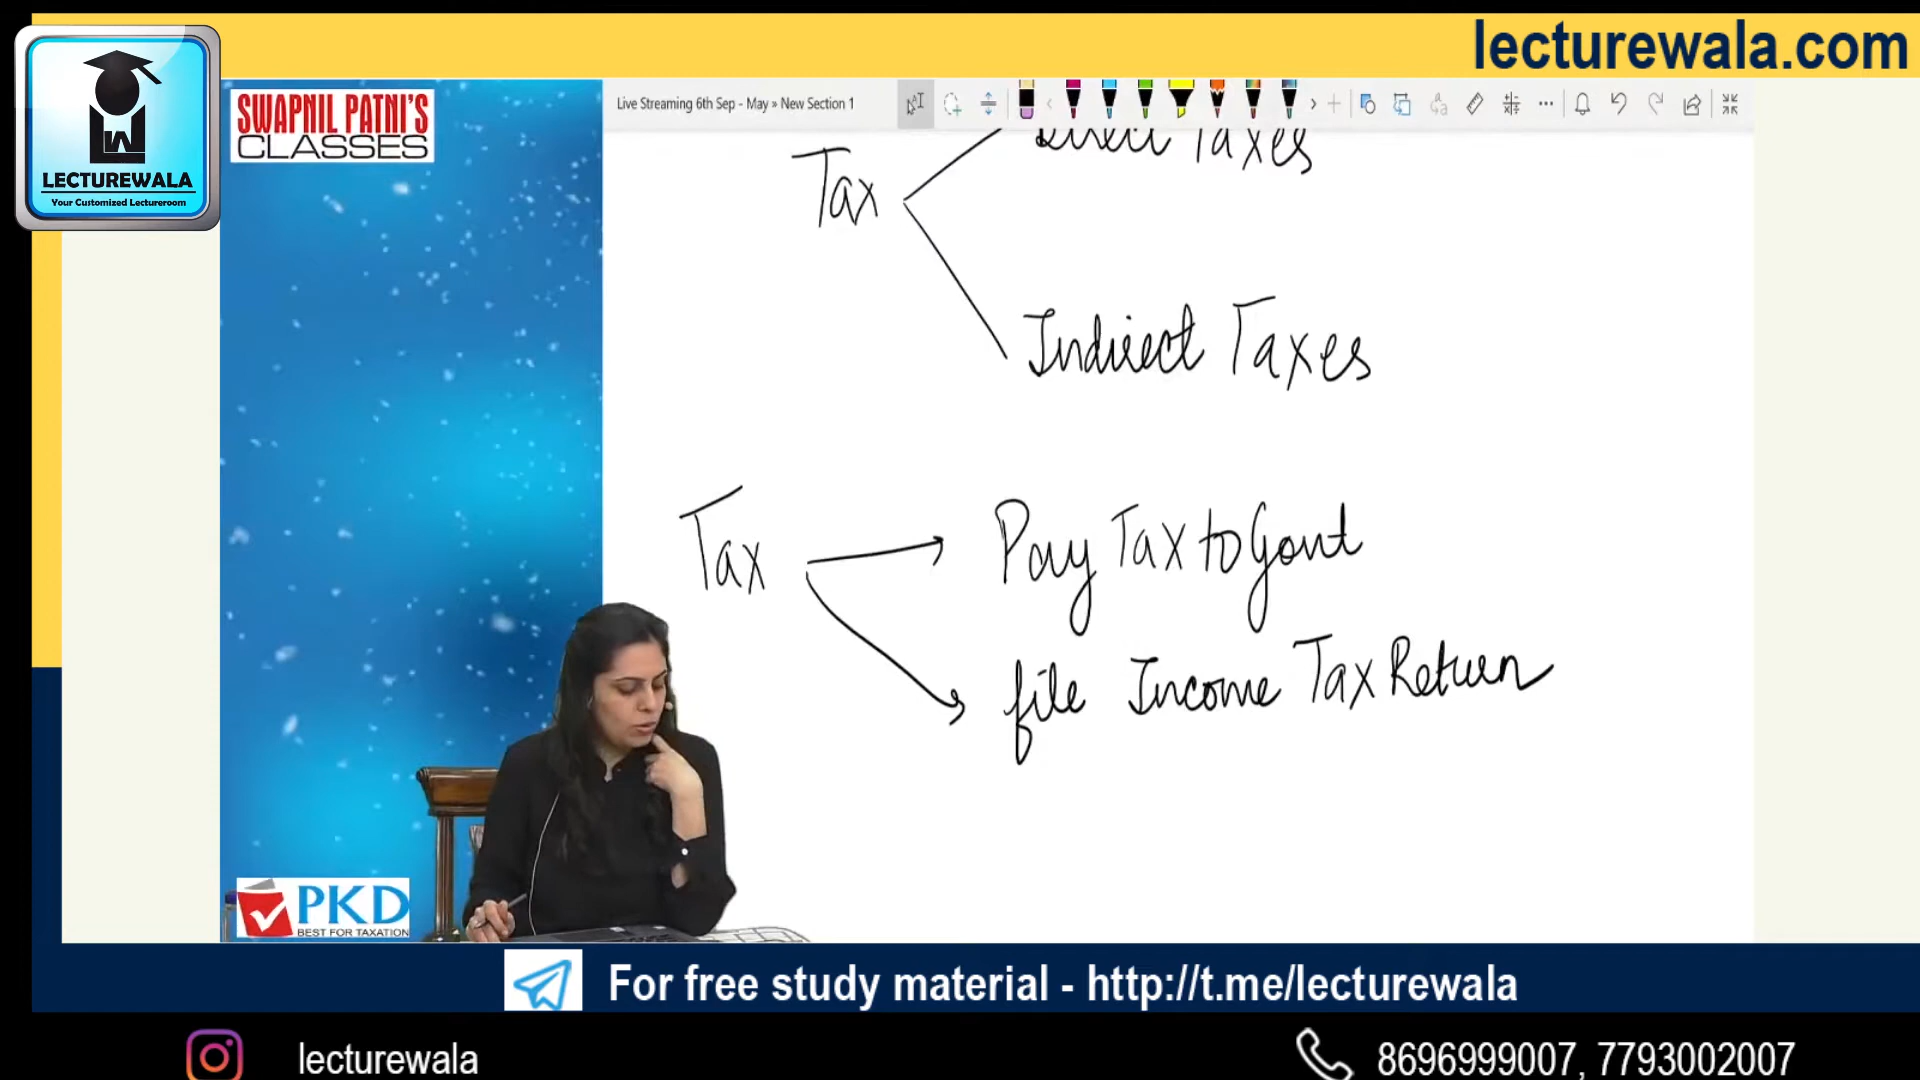 lecturewala.com
SWAPNIL PATNI'S
CLASSES
LW
LECTUREWALA
Your Customized Lectureroom
Live Streaming 6th Sep - May » New Section 1
Direct Taxes
Tax
Indirect Taxes
Tax
Pay Tax to Govt
file Income Tax Return
PKD
BEST FOR TAXATION
For free study material - http://t.me/lecturewala
lecturewala
8696999007, 7793002007